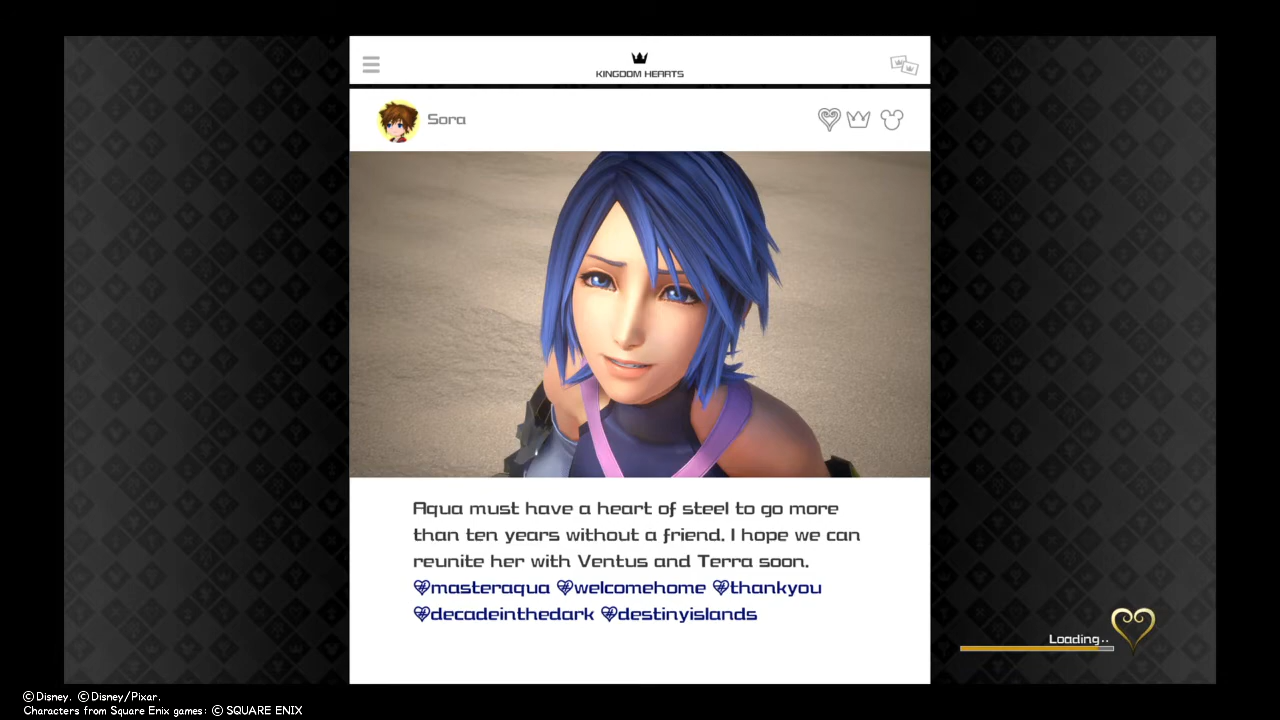 KINGDOM HEARTS
Sora
Aqua must have a heart of steel to go more
than ten years without a friend. I hope we can
reunite her with Ventus and Terra soon.
#masteraqua #welcomehome #thankyou
#decadeinthedark #destinyislands
Loading..
©Disney. ©Disney/Pixar.
Characters from Square Enix games: © SQUARE ENIX